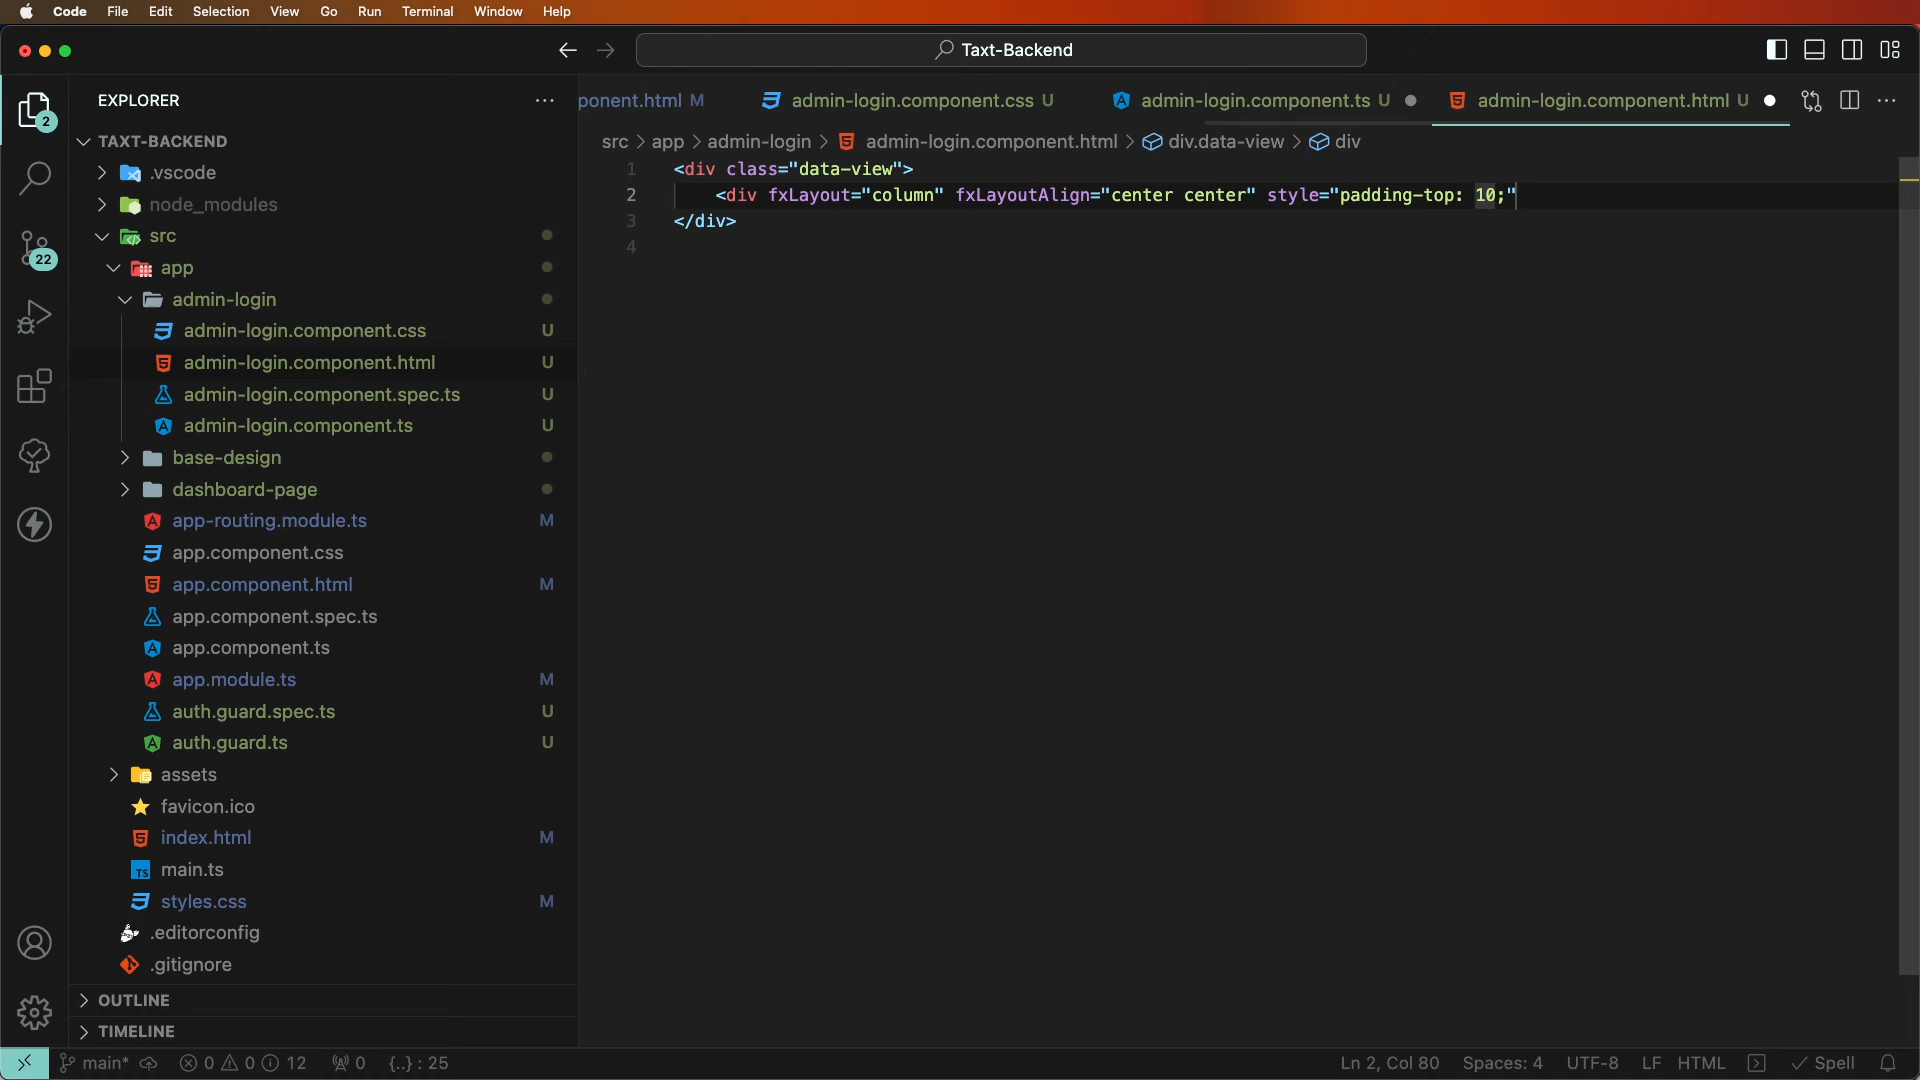 Code File Edit Selection View Go Run Terminal Window Help
Taxt-Backend
EXPLORER
ponent.html M
admin-login.component.css U
admin-login.component.ts U
admin-login.component.html U
src > app > admin-login > admin-login.component.html > div.data-view > div
TAXT-BACKEND
.vscode
node_modules
src
app
admin-login
admin-login.component.css U
admin-login.component.html U
admin-login.component.spec.ts U
admin-login.component.ts U
base-design
dashboard-page
app-routing.module.ts M
app.component.css
app.component.html M
app.component.spec.ts
app.component.ts
app.module.ts M
auth.guard.spec.ts U
auth.guard.ts U
assets
favicon.ico
index.html M
TS main.ts
styles.css M
.editorconfig
.gitignore
OUTLINE
TIMELINE
2
22
1 <div class="data-view">
2 <div fxLayout="column" fxLayoutAlign="center center" style="padding-top: 10;"
3 </div>
4
main* 0 0 12 0 {..} : 25
Ln 2, Col 80 Spaces: 4 UTF-8 LF HTML Spell